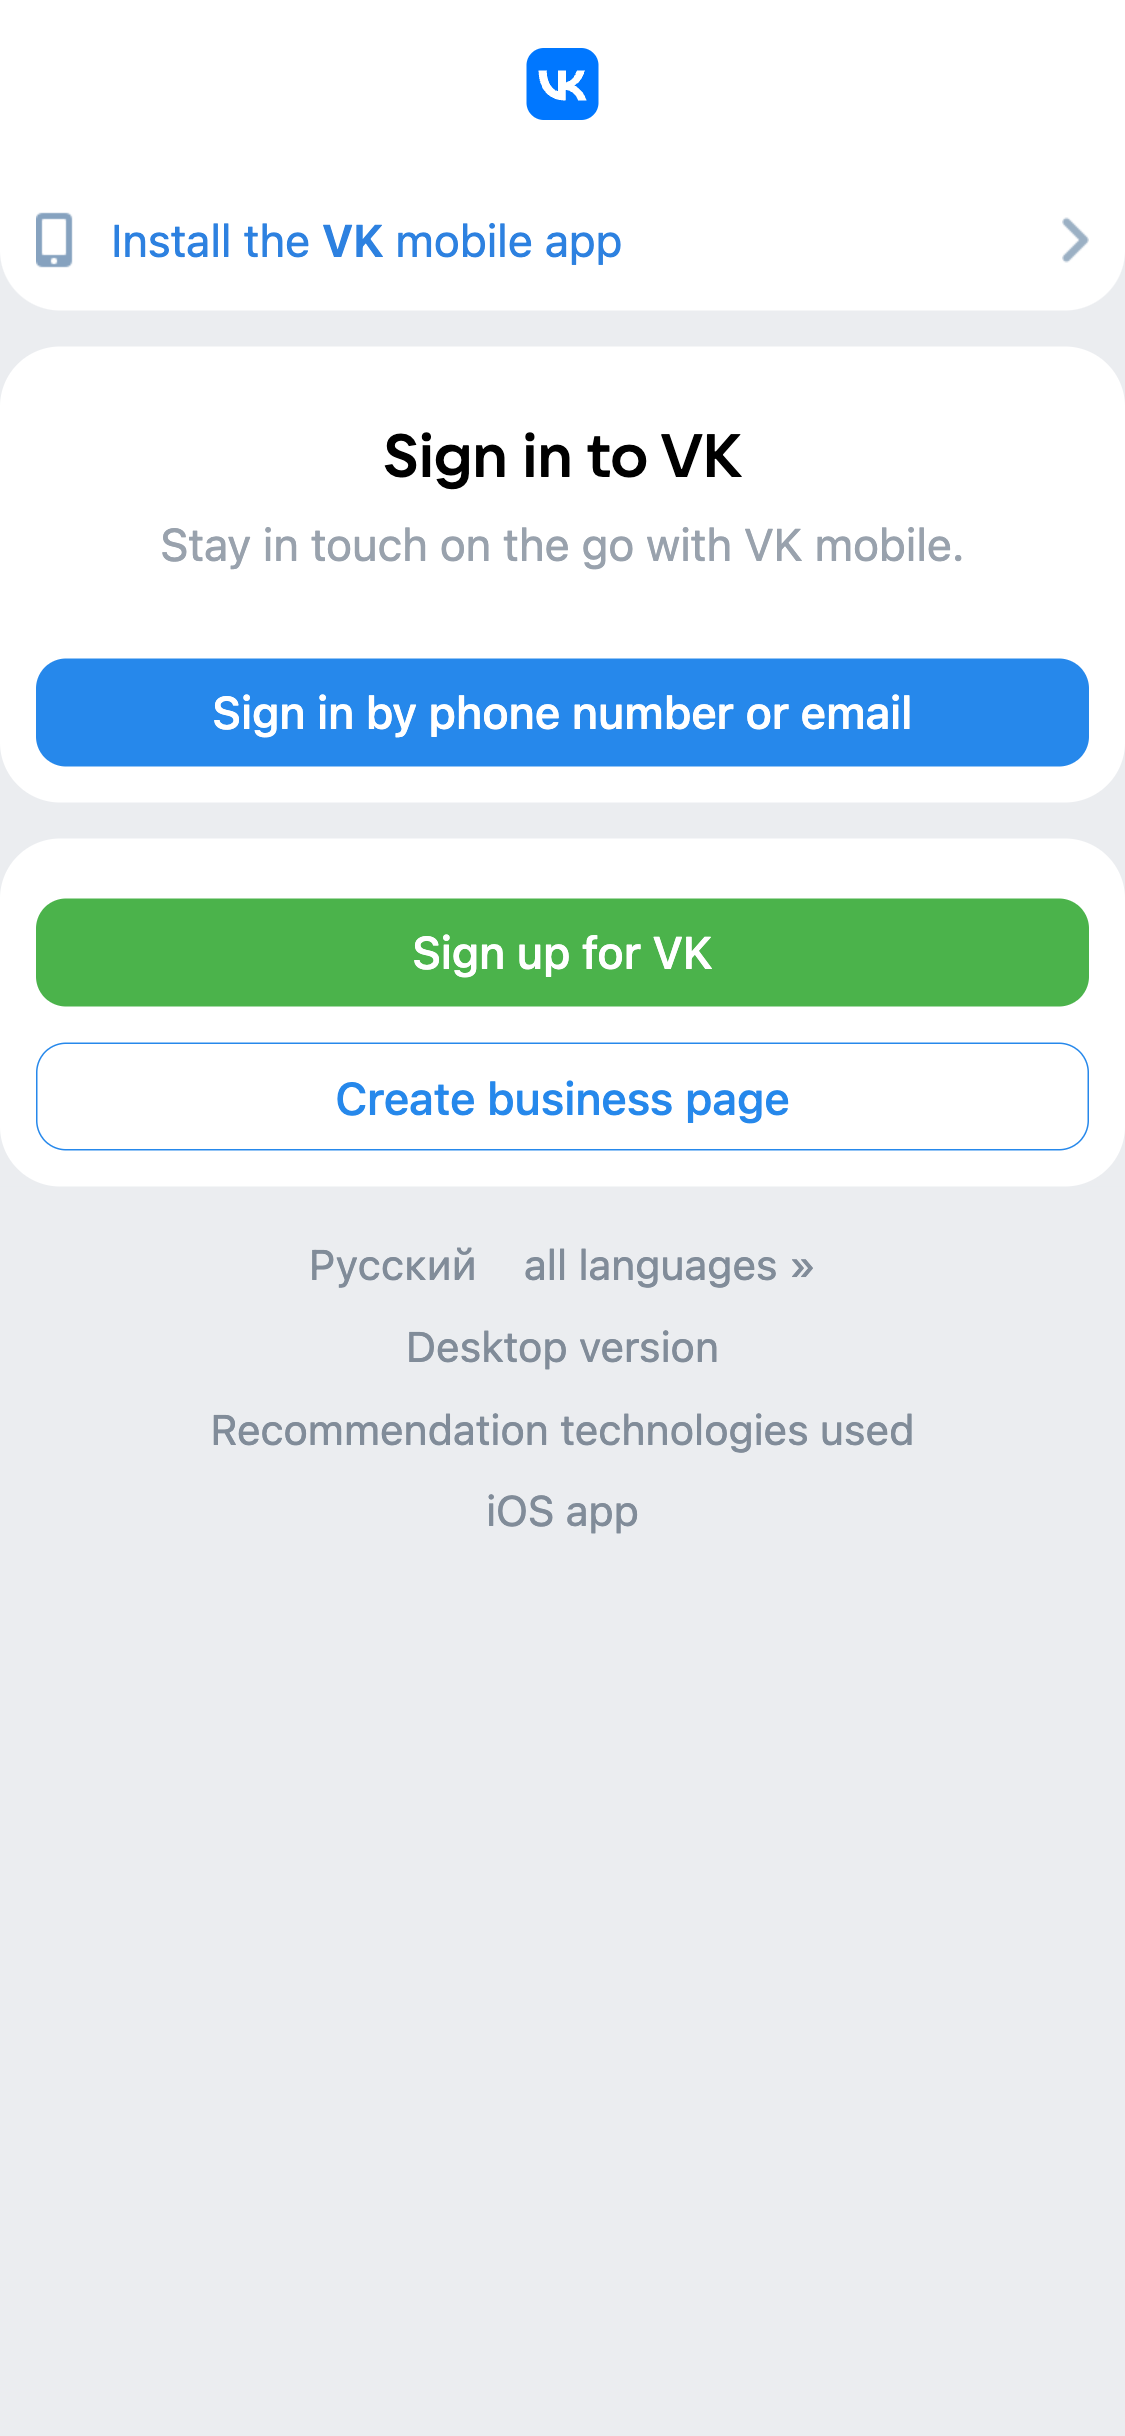 VK
Install the VK mobile app
Sign in to VK
Stay in touch on the go with VK mobile.
Sign in by phone number or email
Sign up for VK
Create business page
Русский all languages »
Desktop version
Recommendation technologies used
iOS app